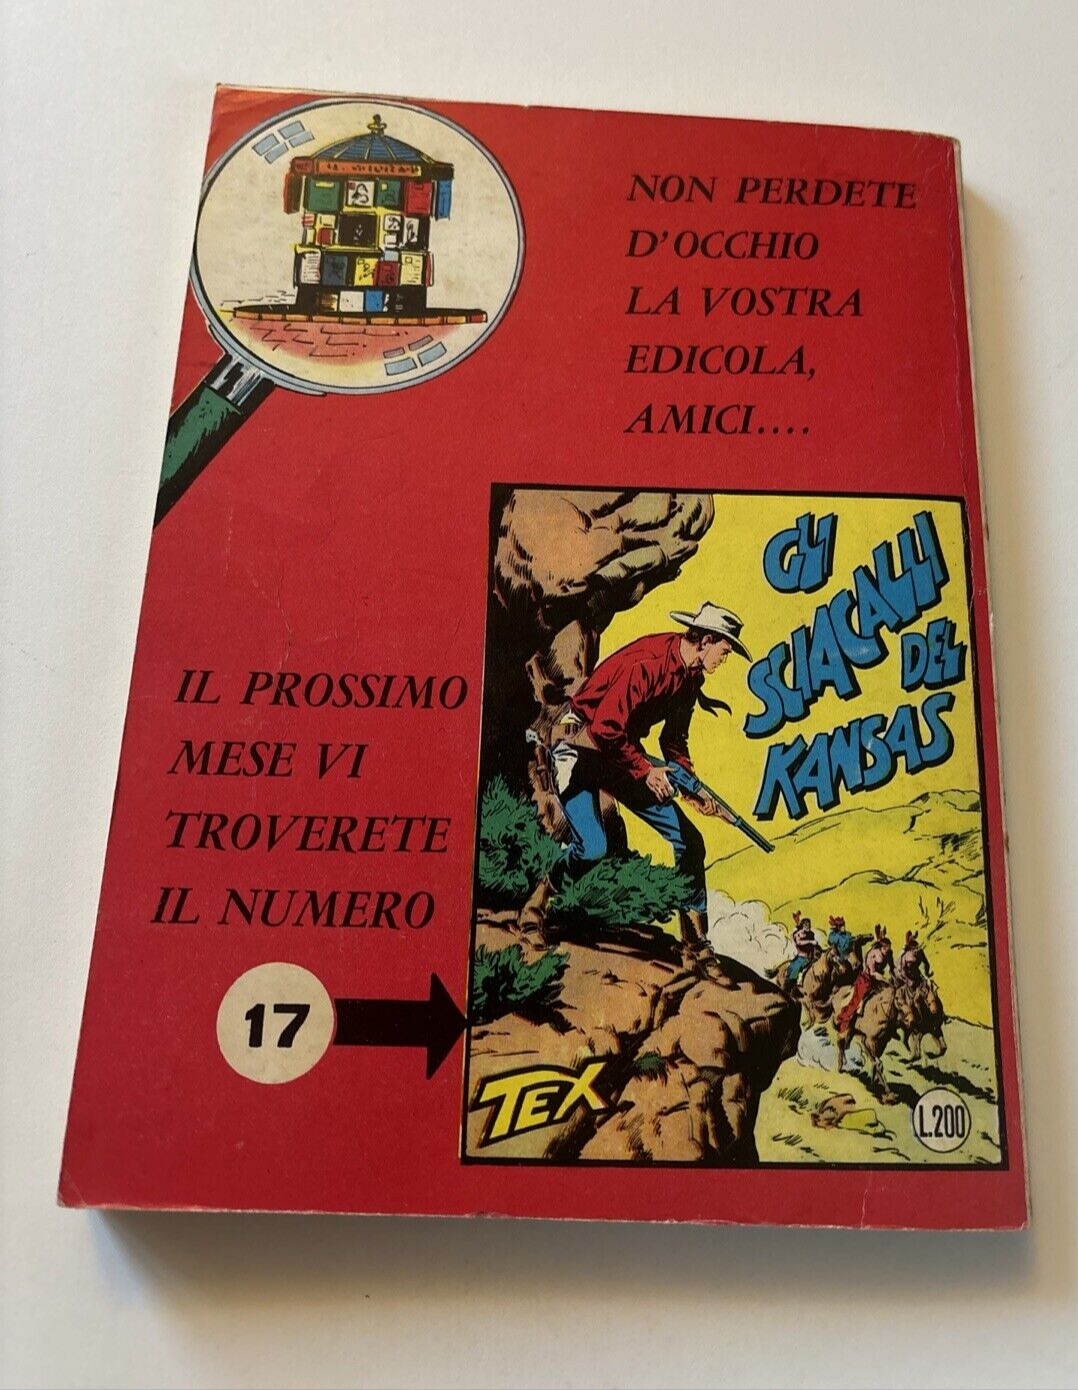 NON PERDETE
D'OCCHIO
LA VOSTRA
EDICOLA,
AMICI....
GLI
SCIACALLI
DEL
KANSAS
IL PROSSIMO
MESE VI
TROVERETE
IL NUMERO
17
TEX
L.200